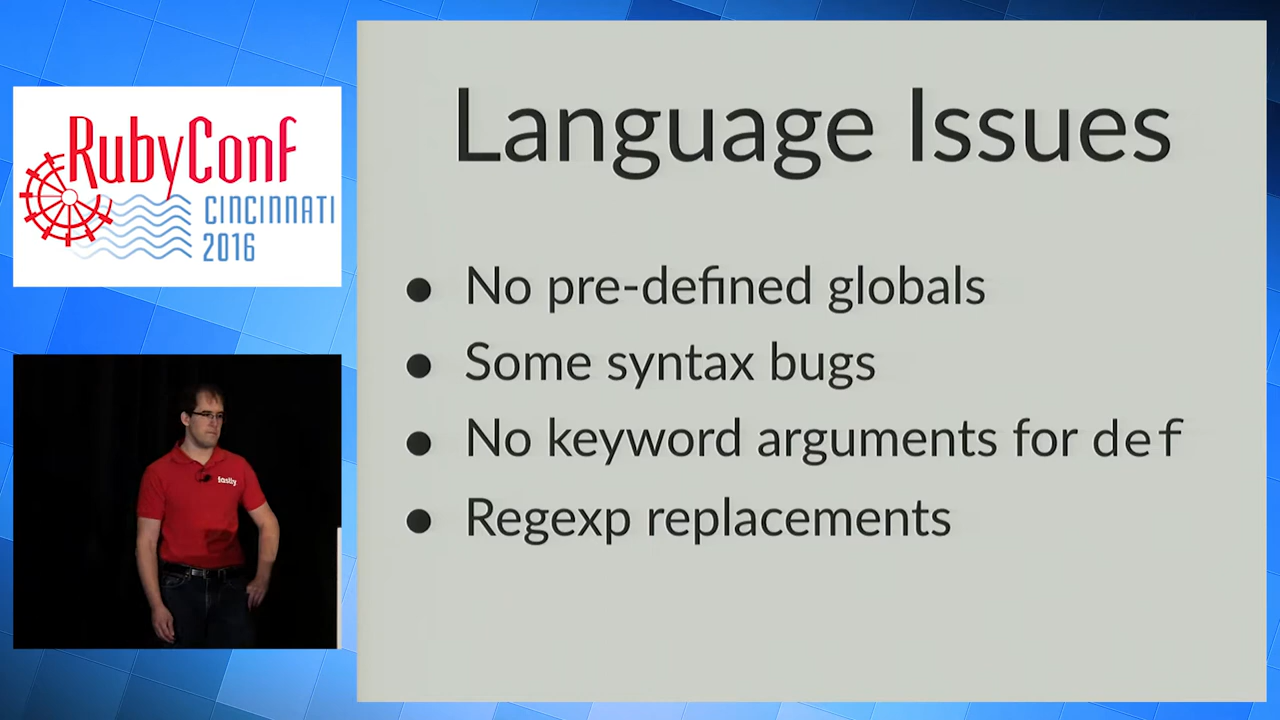 RubyConf
CINCINNATI
2016
fastly
Language Issues
● No pre-defined globals
● Some syntax bugs
● No keyword arguments for def
● Regexp replacements